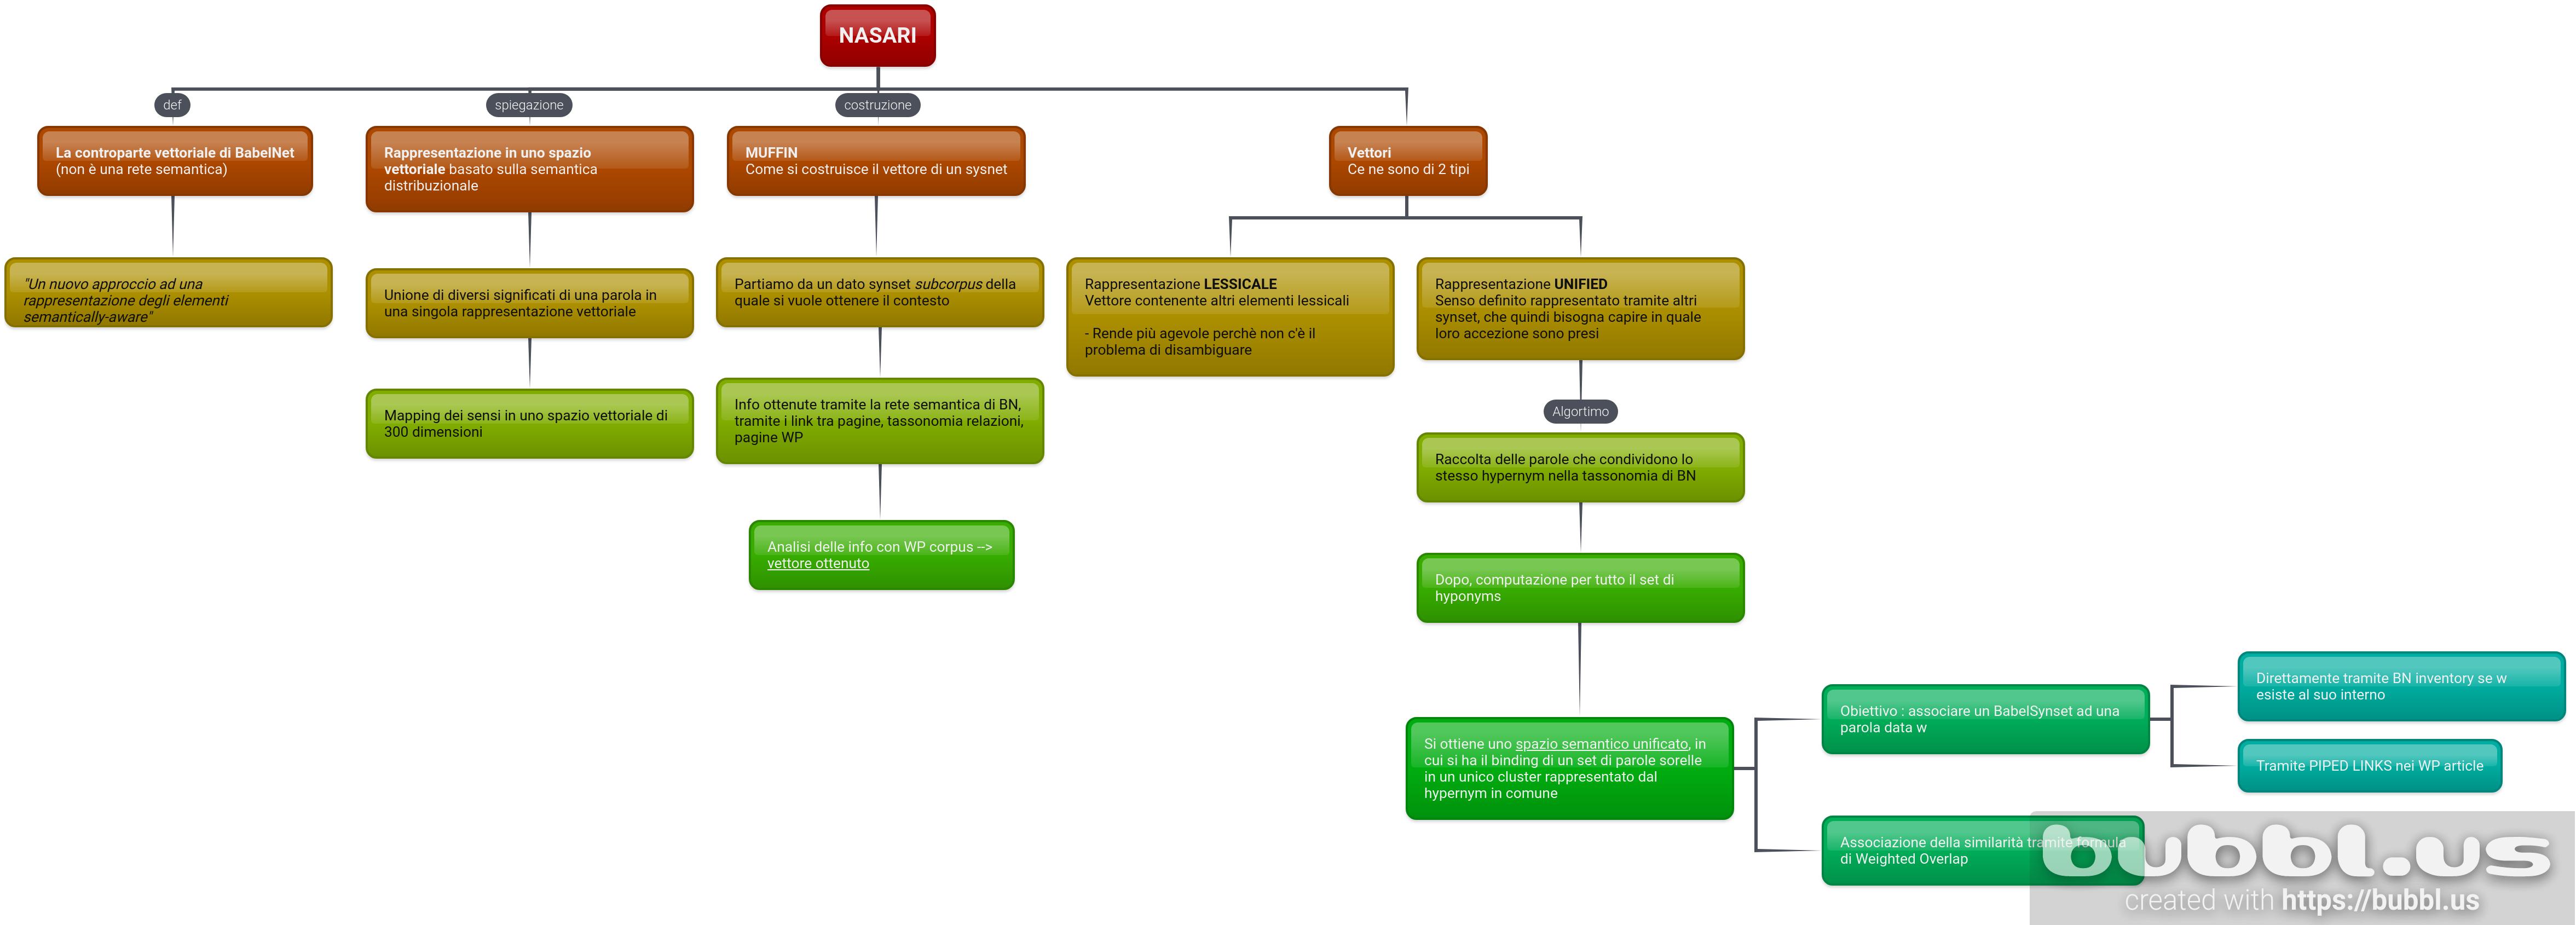 NASARI
def
spiegazione
costruzione
La controparte vettoriale di BabelNet
(non è una rete semantica)
"Un nuovo approccio ad una
rappresentazione degli elementi
semantically-aware"
Rappresentazione in uno spazio
vettoriale basato sulla semantica
distribuzionale
Unione di diversi significati di una parola in
una singola rappresentazione vettoriale
Mapping dei sensi in uno spazio vettoriale di
300 dimensioni
MUFFIN
Come si costruisce il vettore di un sysnet
Partiamo da un dato synset subcorpus della
quale si vuole ottenere il contesto
Info ottenute tramite la rete semantica di BN,
tramite i link tra pagine, tassonomia relazioni,
pagine WP
Analisi delle info con WP corpus -->
vettore ottenuto
Vettori
Ce ne sono di 2 tipi
Rappresentazione LESSICALE
Vettore contenente altri elementi lessicali
- Rende più agevole perchè non c'è il
problema di disambiguare
Rappresentazione UNIFIED
Senso definito rappresentato tramite altri
synset, che quindi bisogna capire in quale
loro accezione sono presi
Algortimo
Raccolta delle parole che condividono lo
stesso hypernym nella tassonomia di BN
Dopo, computazione per tutto il set di
hyponyms
Si ottiene uno spazio semantico unificato, in
cui si ha il binding di un set di parole sorelle
in un unico cluster rappresentato dal
hypernym in comune
Obiettivo : associare un BabelSynset ad una
parola data w
Direttamente tramite BN inventory se w
esiste al suo interno
Tramite PIPED LINKS nei WP article
Associazione della similarità tramite formula
di Weighted Overlap
bubbl.us
created with https://bubbl.us